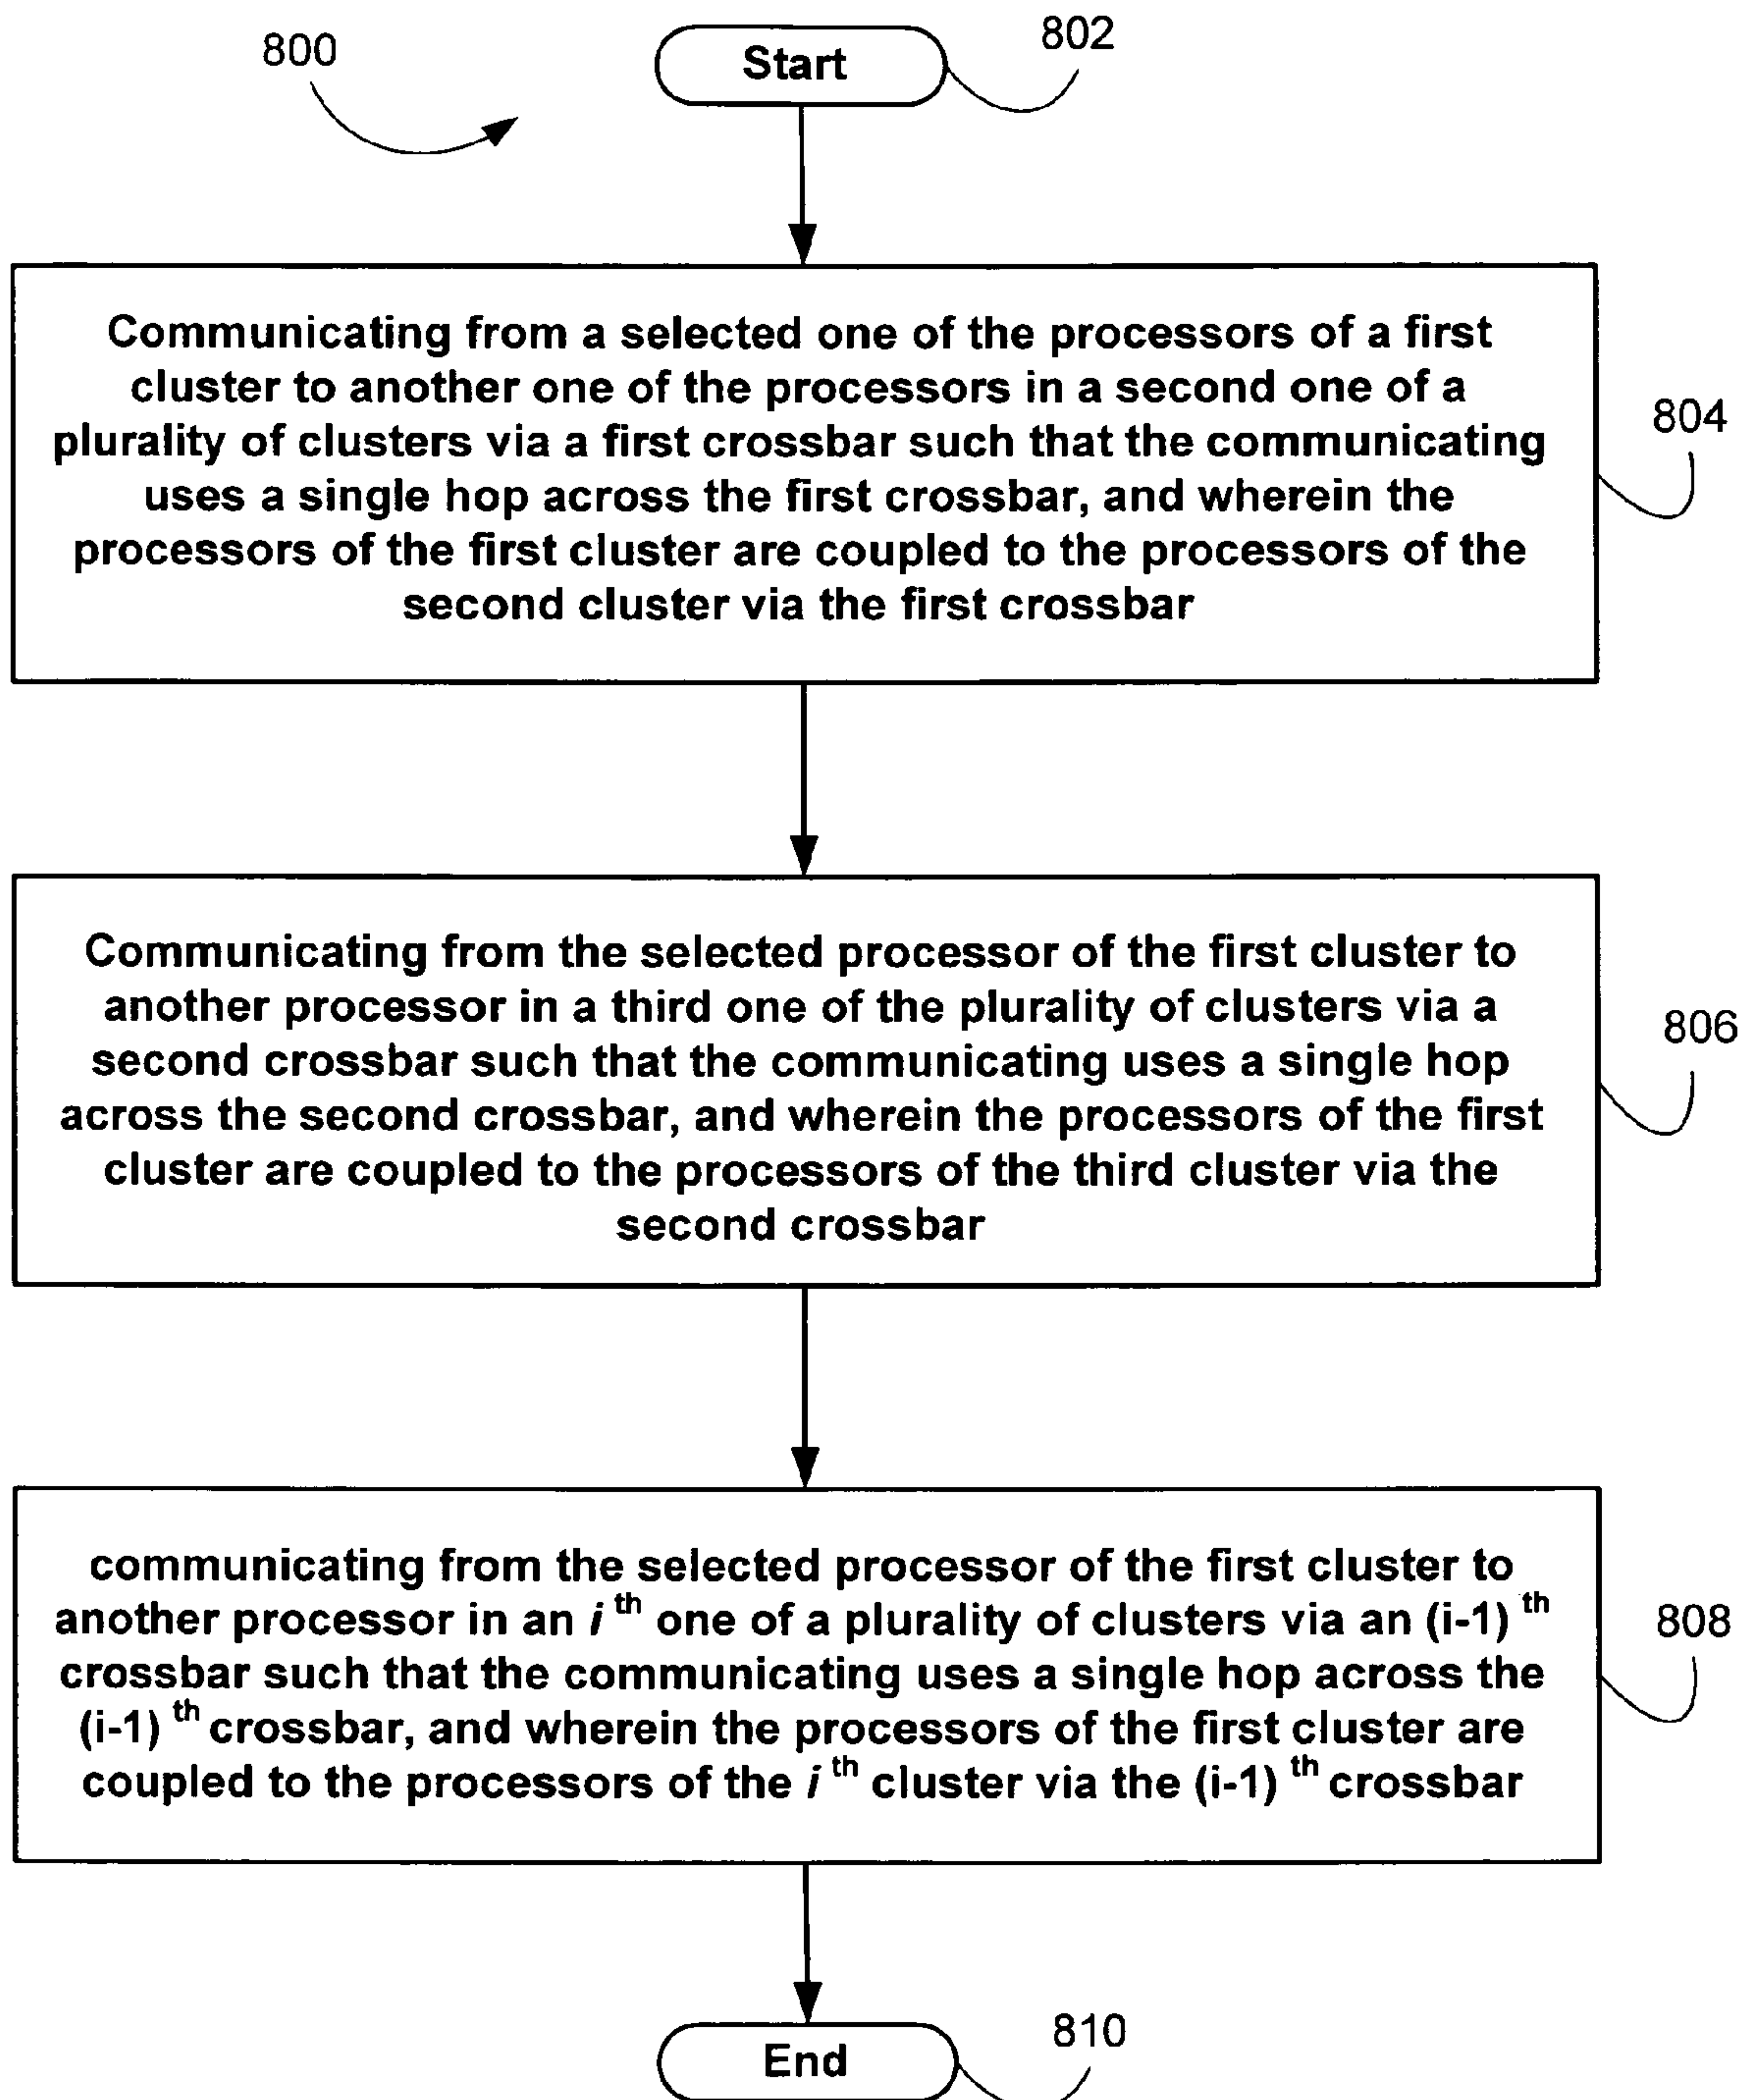 800
Start
802
Communicating from a selected one of the processors of a first
cluster to another one of the processors in a second one of a
plurality of clusters via a first crossbar such that the communicating
uses a single hop across the first crossbar, and wherein the
processors of the first cluster are coupled to the processors of the
second cluster via the first crossbar
804
Communicating from the selected processor of the first cluster to
another processor in a third one of the plurality of clusters via a
second crossbar such that the communicating uses a single hop
across the second crossbar, and wherein the processors of the first
cluster are coupled to the processors of the third cluster via the
second crossbar
806
communicating from the selected processor of the first cluster to
another processor in an i th one of a plurality of clusters via an (i-1) th
crossbar such that the communicating uses a single hop across the
(i-1) th crossbar, and wherein the processors of the first cluster are
coupled to the processors of the i th cluster via the (i-1) th crossbar
808
End
810